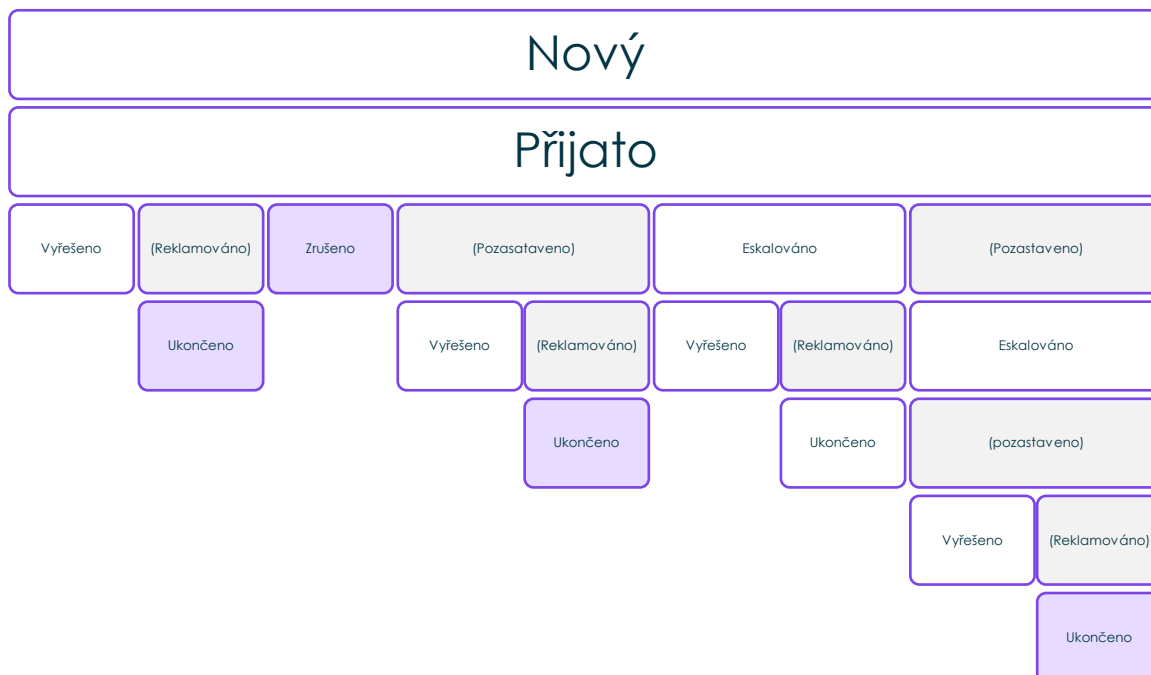 Nový
Přijato
Vyřešeno
(Reklamováno)
Zrušeno
(Pozasataveno)
Eskalováno
(Pozastaveno)
Ukončeno
Vyřešeno
(Reklamováno)
Vyřešeno
(Reklamováno)
Eskalováno
Ukončeno
Ukončeno
(pozastaveno)
Vyřešeno
(Reklamováno)
Ukončeno